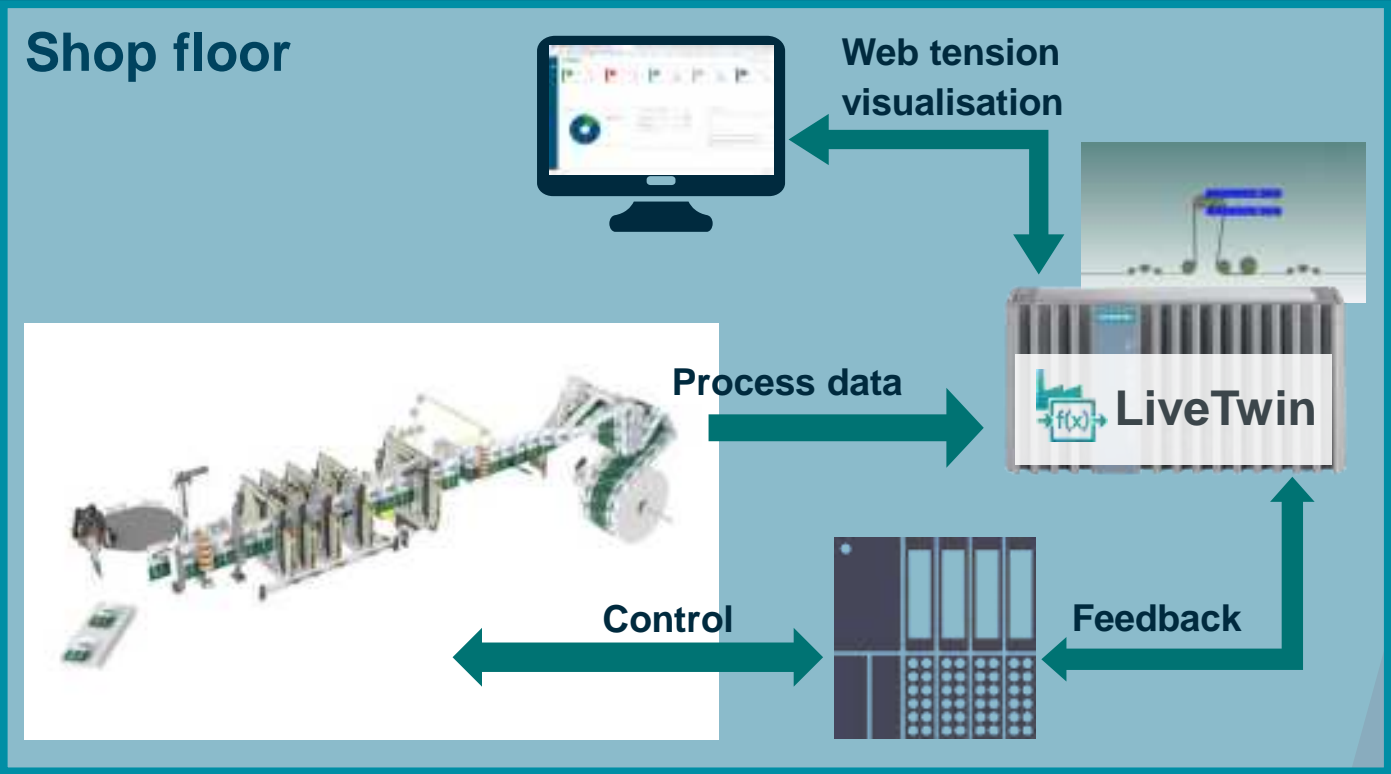 Shop floor
Web tension
visualisation
Process data
f(x)
LiveTwin
Control
Feedback